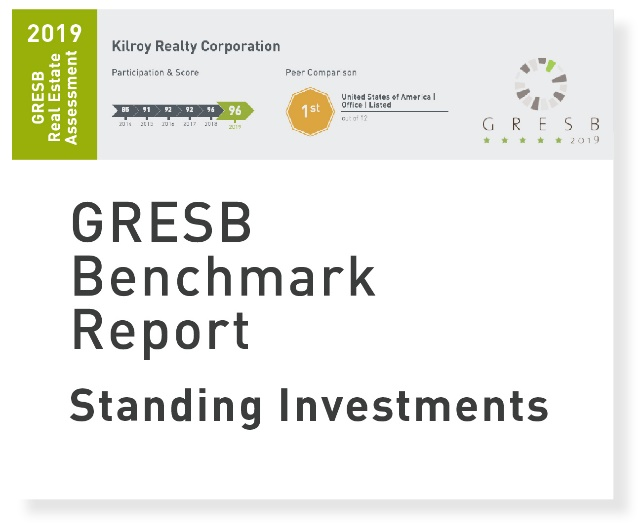 2019
GRESB
Real Estate
Assessment
Kilroy Realty Corporation
Participation & Score
85 91 92 92 96 96
2014 2015 2016 2017 2018 2019
Peer Comparison
1st
United States of America |
Office | Listed
out of 12
GRESB
2019
GRESB
Benchmark
Report
Standing Investments